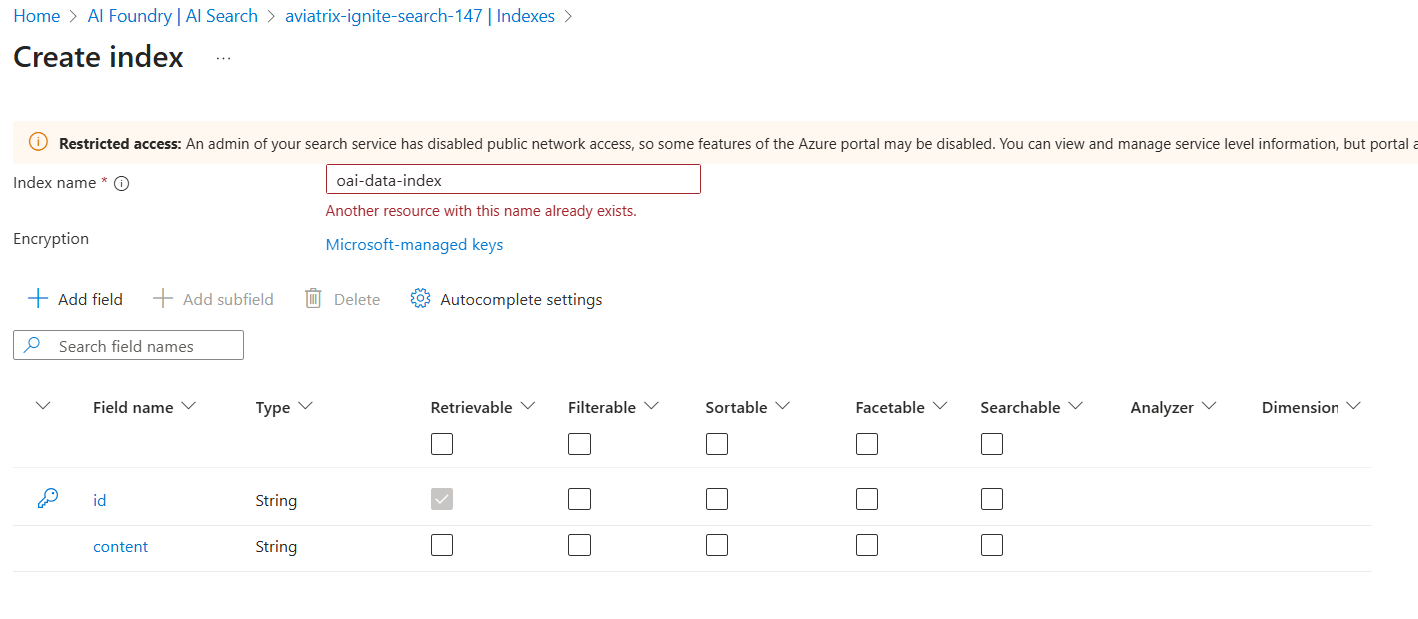 Home > AI Foundry | AI Search > aviatrix-ignite-search-147 | Indexes >
Create index ...
Restricted access: An admin of your search service has disabled public network access, so some features of the Azure portal may be disabled. You can view and manage service level information, but portal a
Index name *
oai-data-index
Another resource with this name already exists.
Encryption
Microsoft-managed keys
Add field Add subfield Delete Autocomplete settings
Search field names
Field name Type Retrievable Filterable Sortable Facetable Searchable Analyzer Dimension
id String
content String